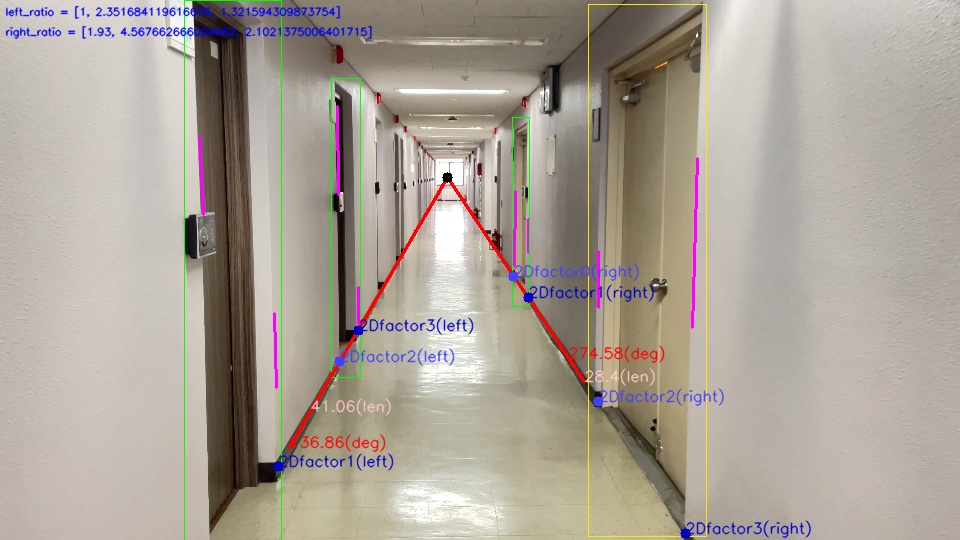 left_ratio = [1, 2.351684119616
1.321594309873754]
right_ratio = [1.93, 4.567662666
2.1021375006401715]
2Dfactor0(right)
2Dfactor1(right)
2Dfactor3(left)
2Dfactor2(left)
274.58(deg)
28.4(len)
2Dfactor2(right)
41.06(len)
36.86(deg)
2Dfactor1(left)
2Dfactor3(right)